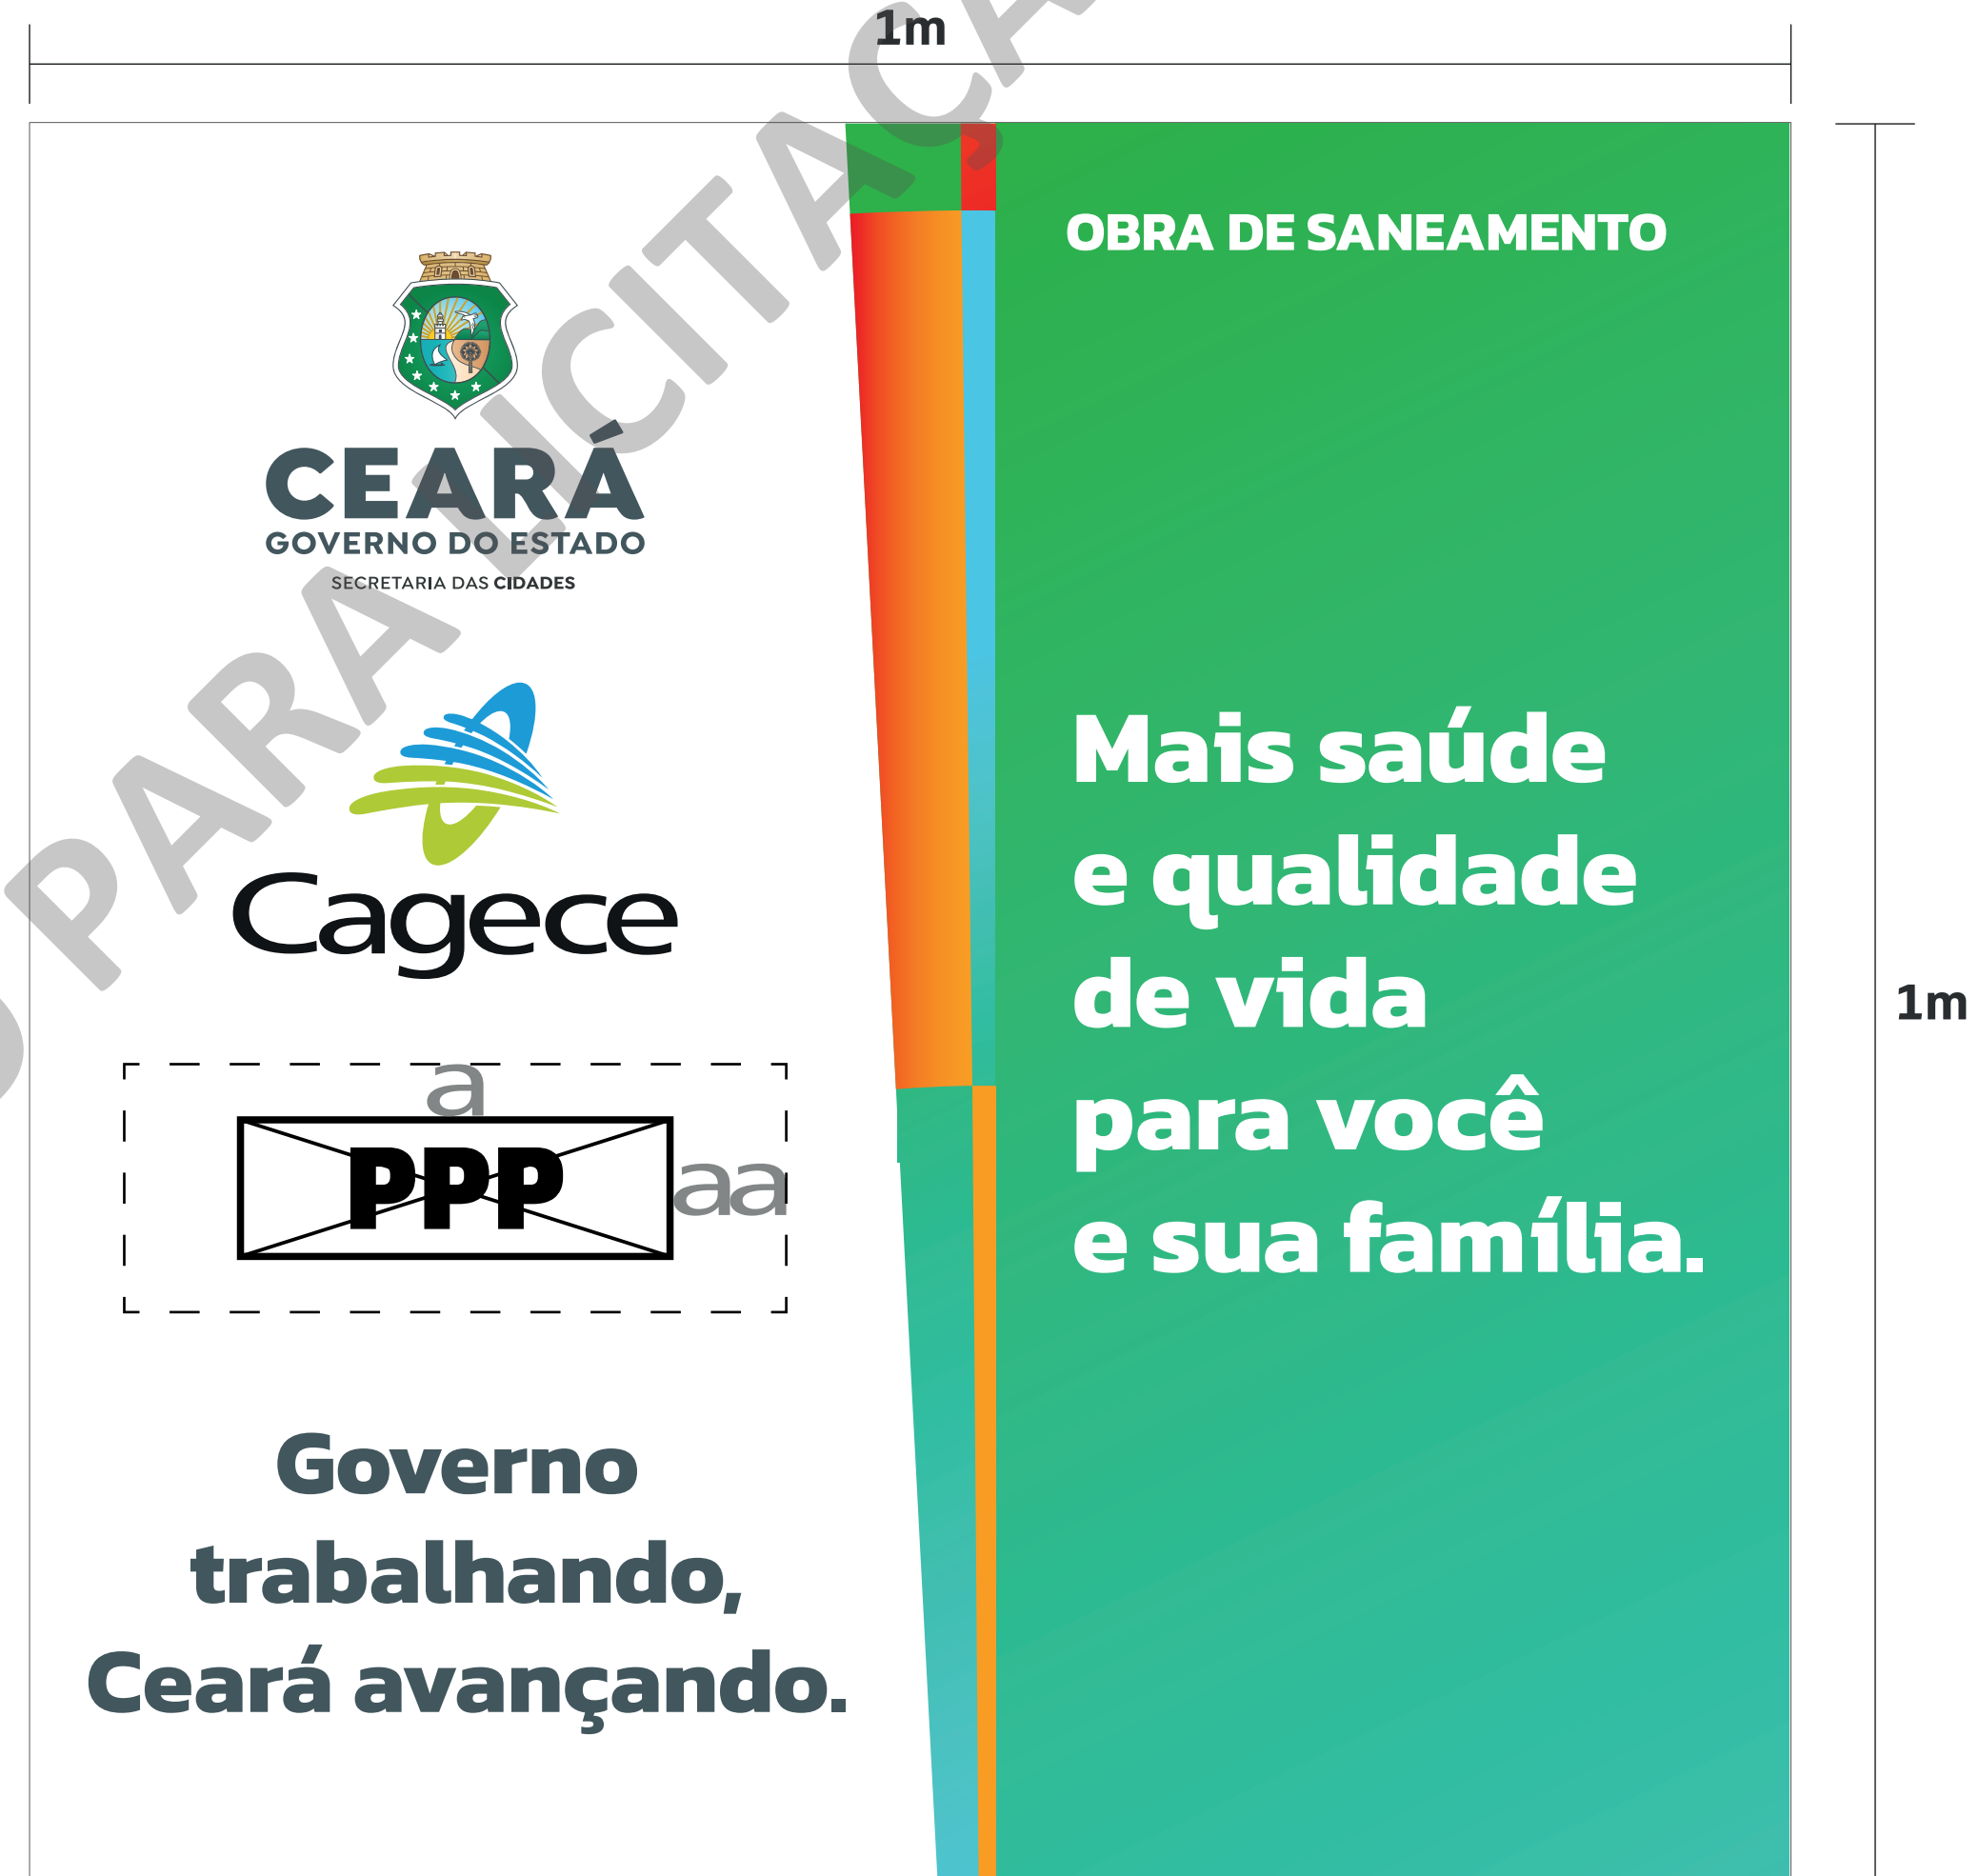 1m
CEARÁ
GOVERNO DO ESTADO
SECRETARIA DAS CIDADES
Cagece
a
PPP
aa
Governo
trabalhando,
Ceará avançando.
OBRA DE SANEAMENTO
Mais saúde
e qualidade
de vida
para você
e sua família.
1m
PARA LICITAÇÃ